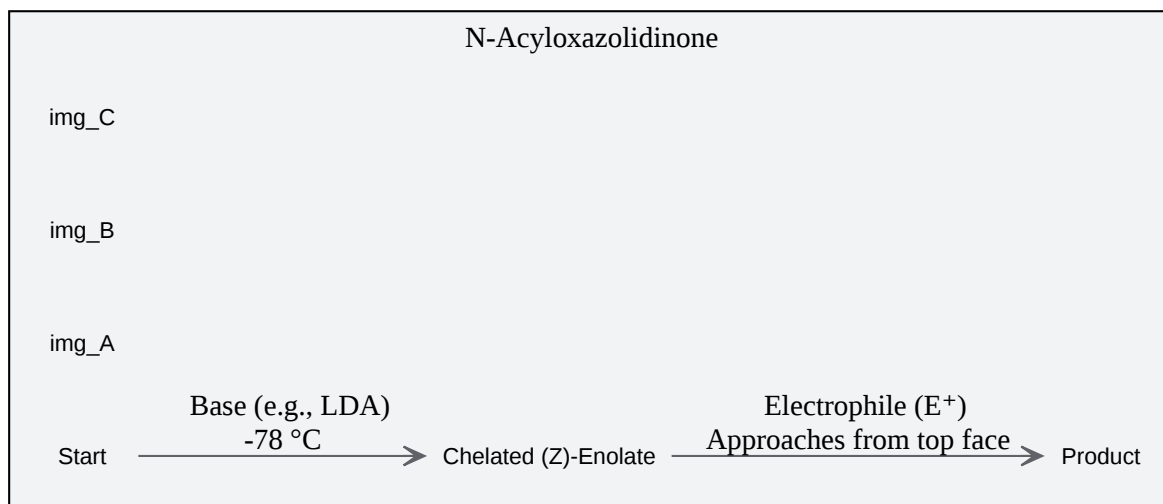 N-Acyloxazolidinone
img_C
img_B
img_A
Base (e.g., LDA)
-78 °C
Electrophile (E⁺)
Approaches from top face
Start
Chelated (Z)-Enolate
Product